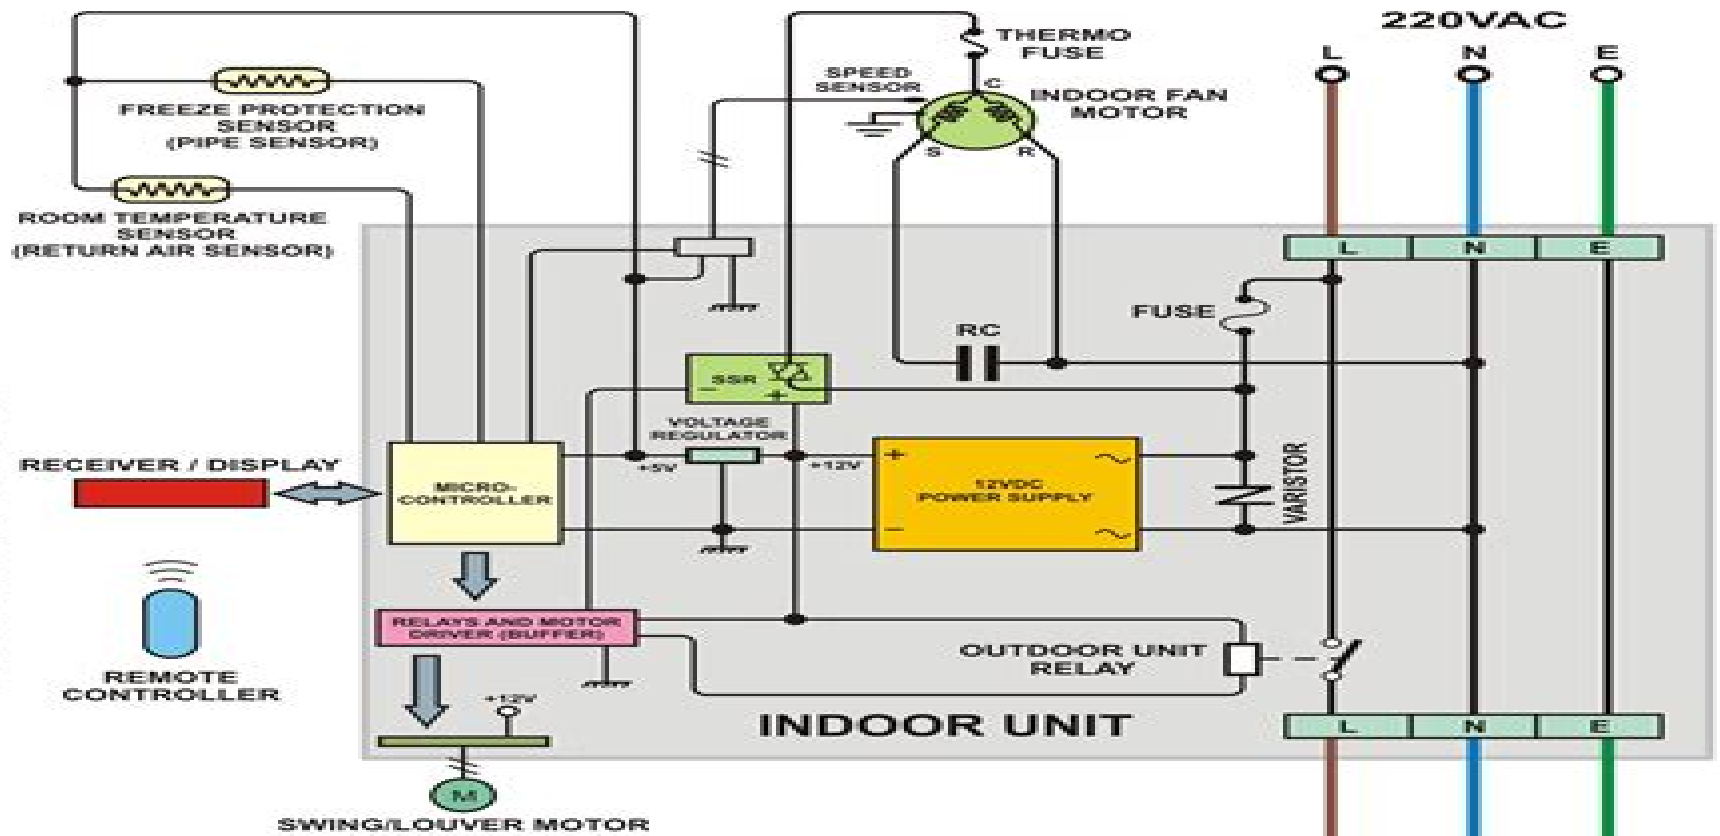 220VAC
L
N
E
THERMO
FUSE
SPEED
SENSOR
C
INDOOR FAN
MOTOR
S
R
FREEZE PROTECTION
SENSOR
(PIPE SENSOR)
ROOM TEMPERATURE
SENSOR
(RETURN AIR SENSOR)
L
N
E
FUSE
RC
SSR
-
+
VOLTAGE
REGULATOR
+5V
+12V
+
-
12VDC
POWER SUPPLY
VARISTOR
RECEIVER / DISPLAY
MICRO-
CONTROLLER
REMOTE
CONTROLLER
RELAYS AND MOTOR
DRIVER (BUFFER)
OUTDOOR UNIT
RELAY
+12V
INDOOR UNIT
L
N
E
M
SWING/LOUVER MOTOR